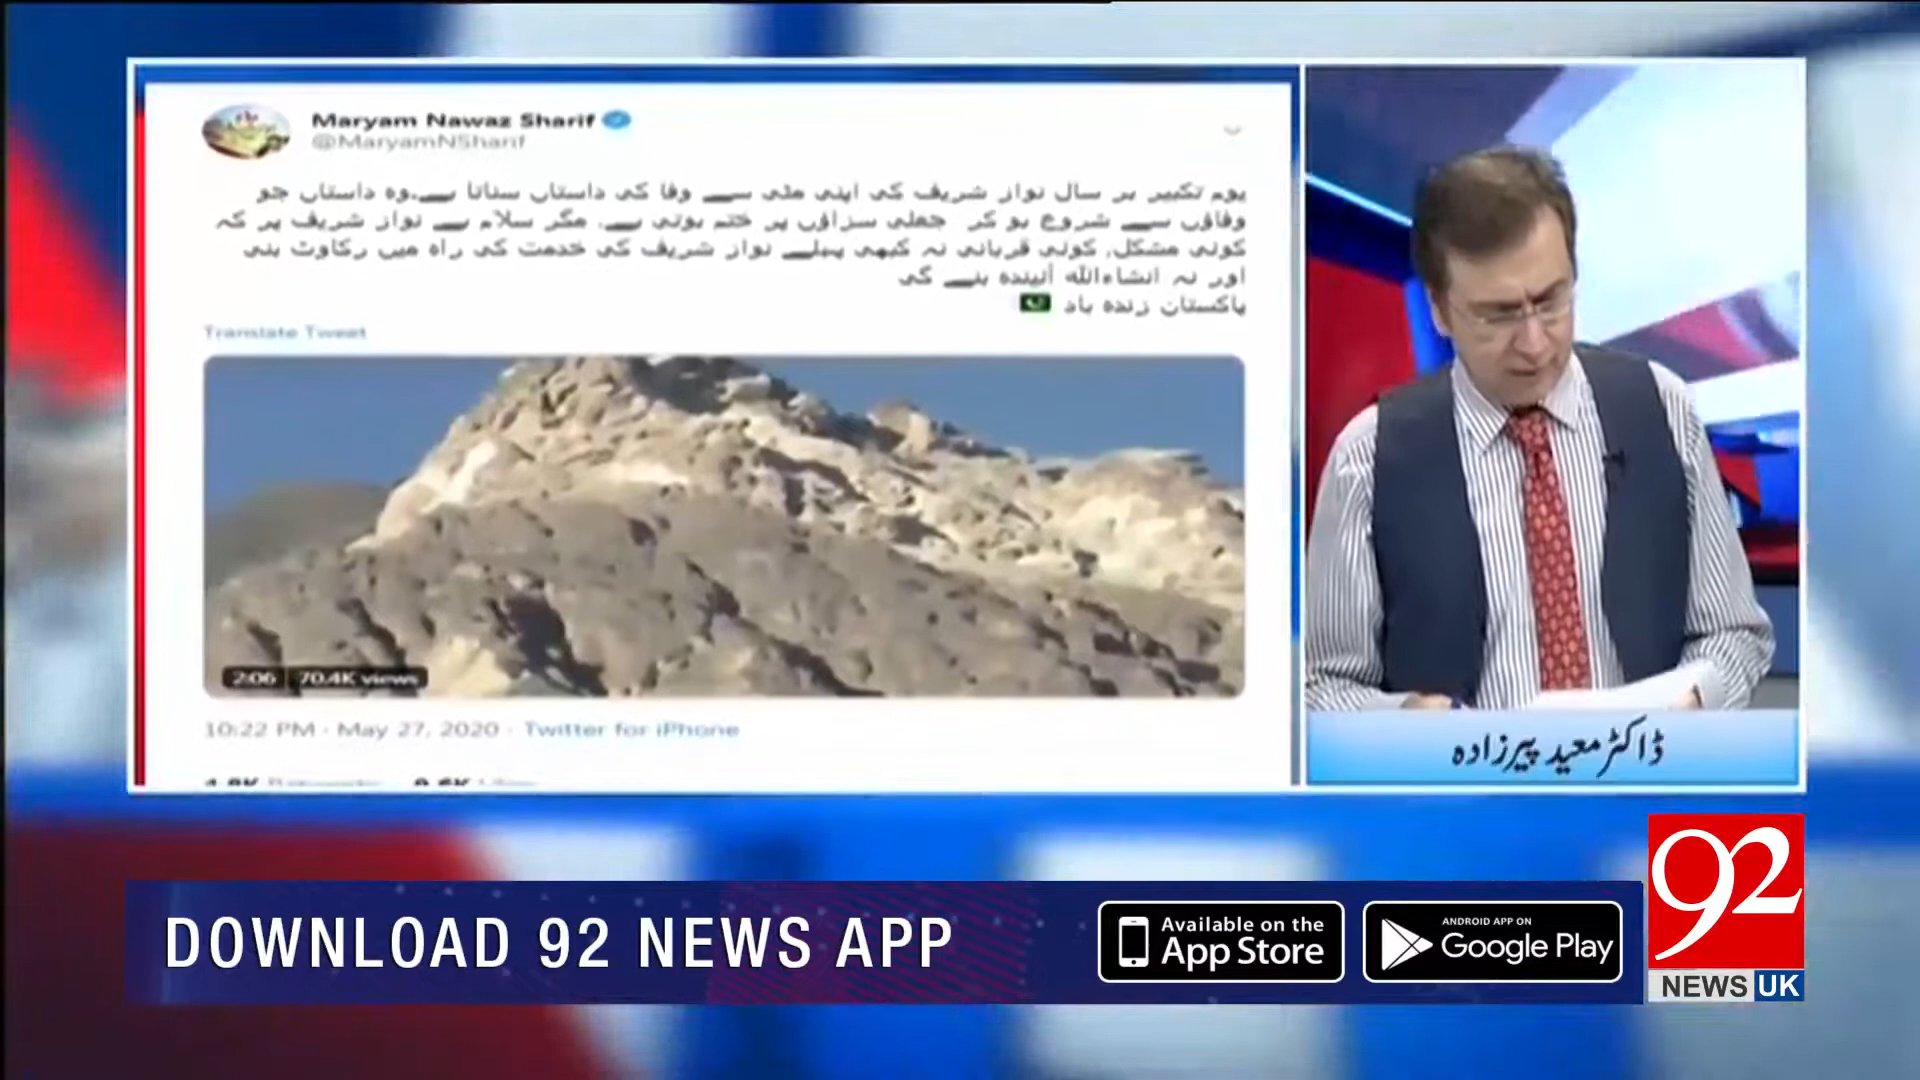 Maryam Nawaz Sharif
@MaryamNSharif
یوم تکبیر ہر سال نواز شریف کی اپنی مٹی سے وفا کی داستاں سناتا ہے۔وہ داستاں جو
وفاؤں سے شروع ہو کر جعلی سزاؤں پر ختم ہوتی ہے۔ مگر سلام ہے نواز شریف پر کہ
کوئی مشکل, کوئی قربانی نہ کبھی پہلے نواز شریف کی خدمت کی راہ میں رکاوٹ بنی
اور نہ انشاءاللہ آئیندہ بنے گی
پاکستان زندہ باد 🇵🇰
Translate Tweet
2:06 70.4K views
10:22 PM · May 27, 2020 · Twitter for iPhone
ڈاکٹر معید پیرزادہ
DOWNLOAD 92 NEWS APP
Available on the
App Store
ANDROID APP ON
Google Play
92
NEWS UK